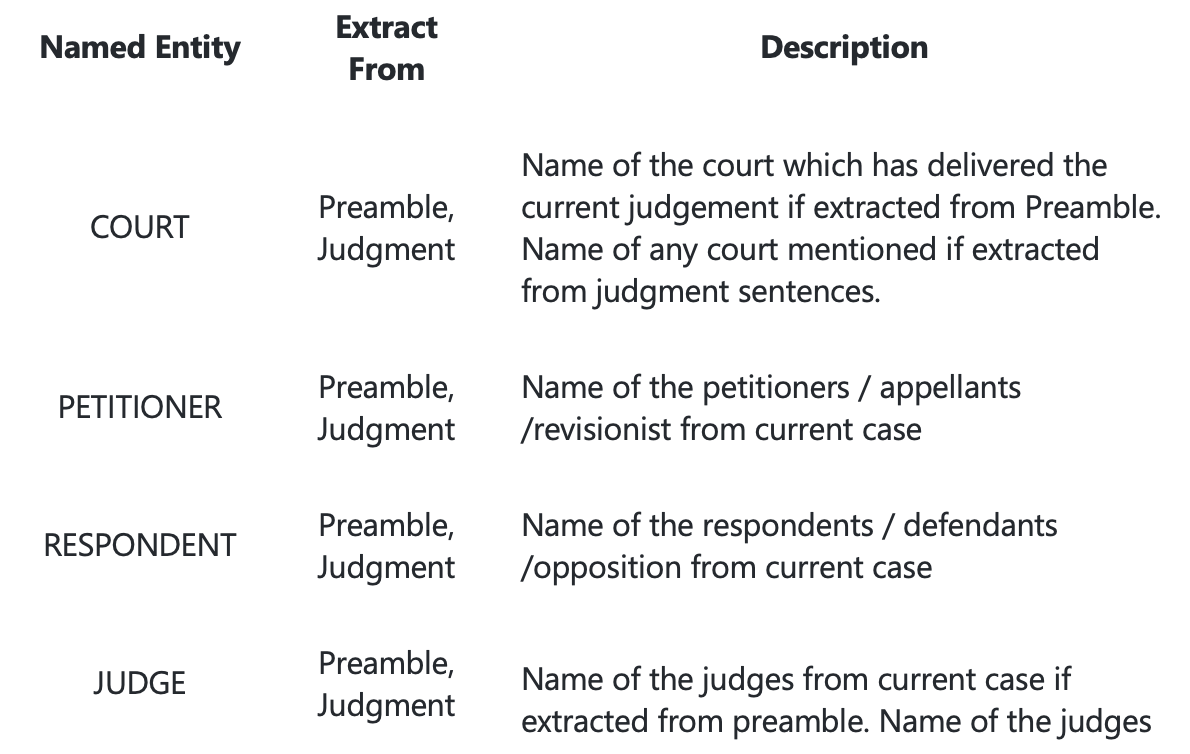 Named Entity
Extract
From
Description
COURT
Preamble,
Judgment
Name of the court which has delivered the
current judgement if extracted from Preamble.
Name of any court mentioned if extracted
from judgment sentences.
PETITIONER
Preamble,
Judgment
Name of the petitioners / appellants
/revisionist from current case
RESPONDENT
Preamble,
Judgment
Name of the respondents / defendants
/opposition from current case
JUDGE
Preamble,
Judgment
Name of the judges from current case if
extracted from preamble. Name of the judges